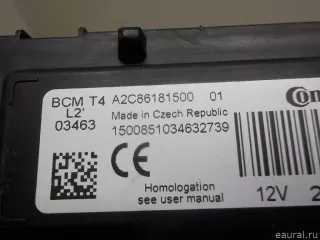 BCM T4 A2C86181500 01
L2'
Made in Czech Republic
03463
1500851034632739
CE
Homologation
see user manual
12V
eaural.ru